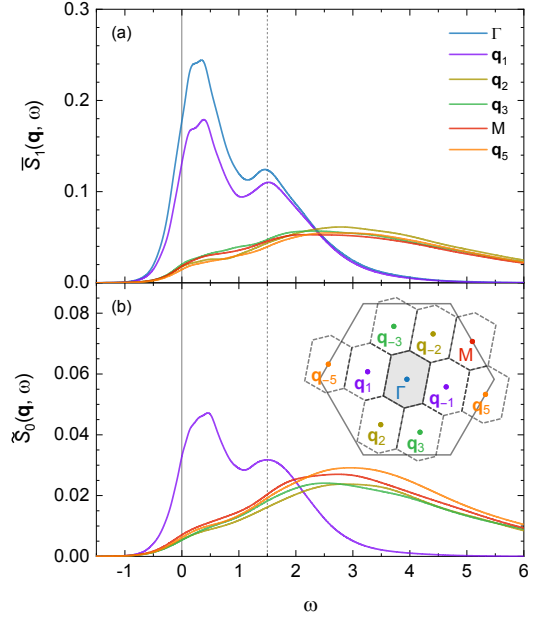 (a)
Γ
q₁
q₂
q₃
M
q₅
S̅₁(q, ω)
0.3
0.2
0.1
0.0
(b)
S̃₀(q, ω)
0.08
0.06
0.04
0.02
0.00
q₋₃
q₋₂
M
q₋₅
q₁
Γ
q₋₁
q₅
q₂
q₃
-1 0 1 2 3 4 5 6
ω